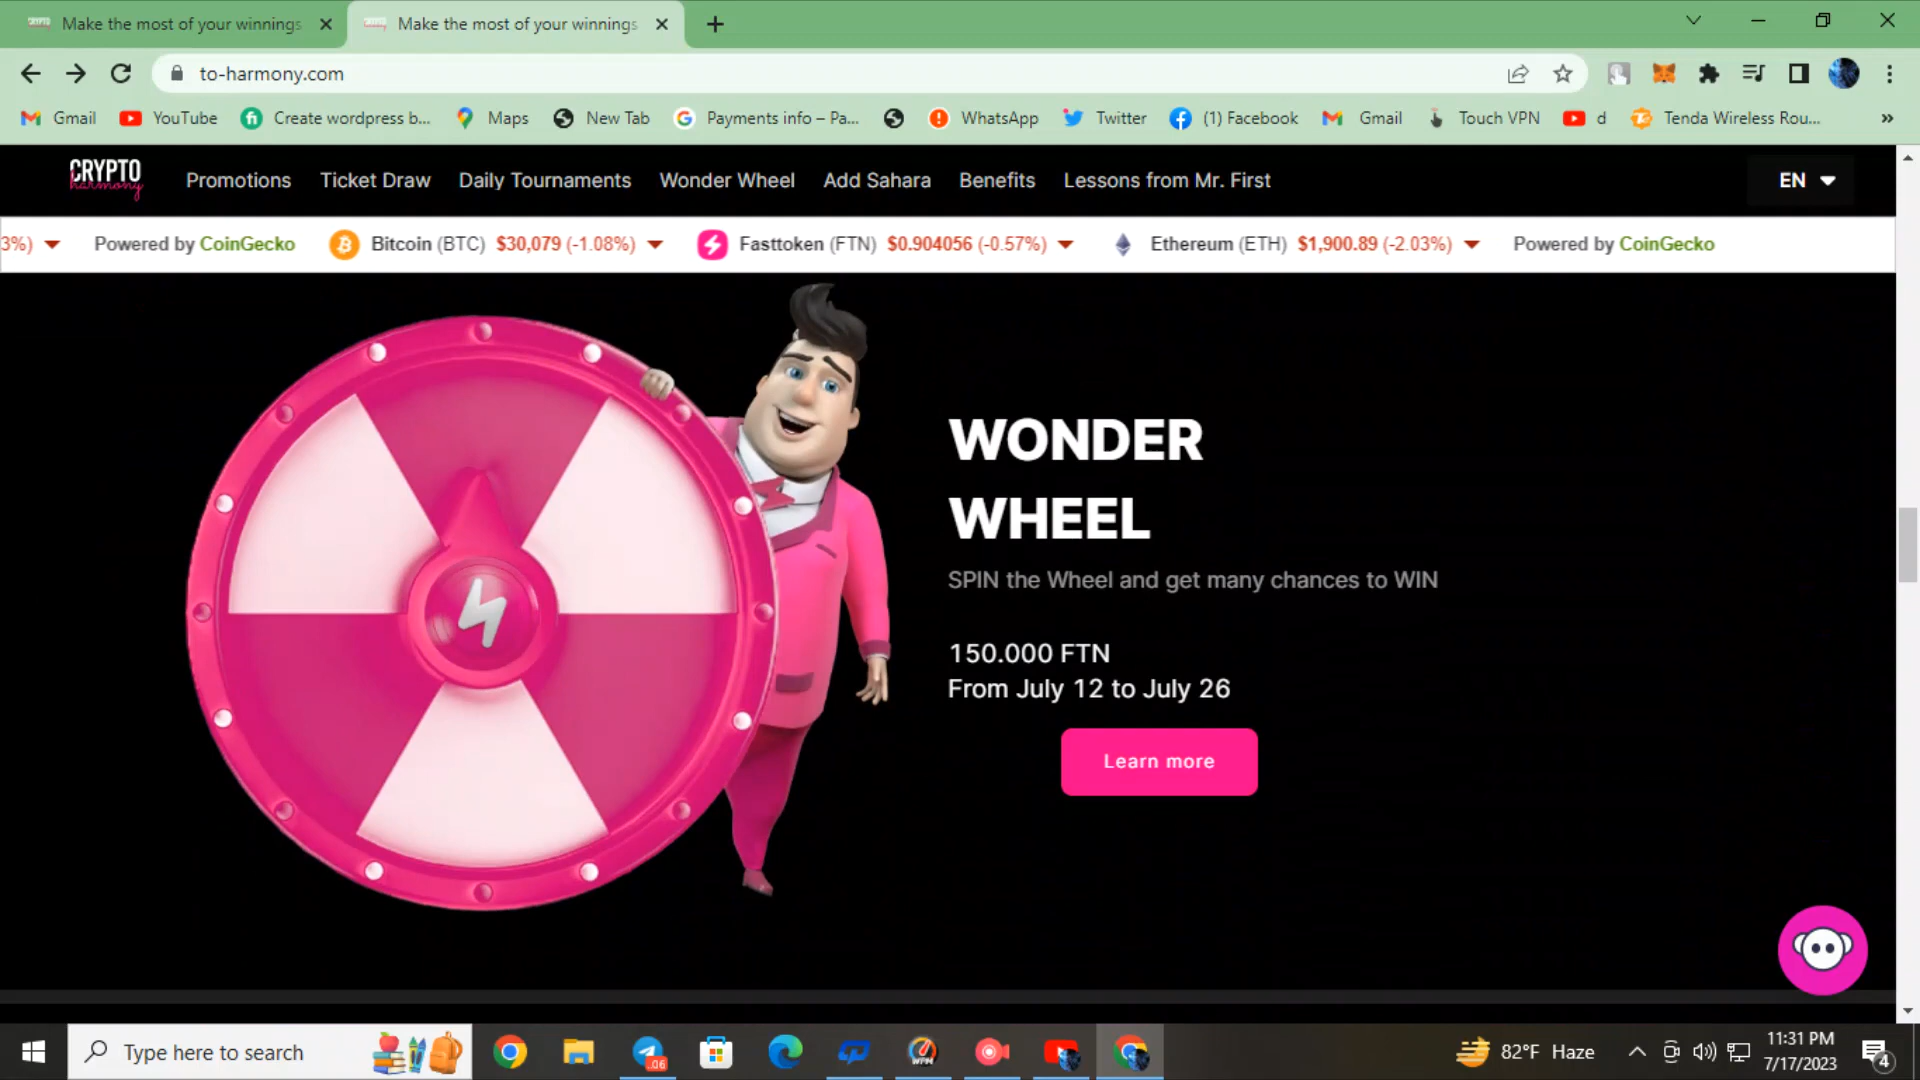 Make the most of your winnings
Make the most of your winnings
to-harmony.com
Gmail
YouTube
Create wordpress b...
Maps
New Tab
Payments info – Pa...
WhatsApp
Twitter
(1) Facebook
Gmail
Touch VPN
d
Tenda Wireless Rou...
»
CRYPTO
harmony
Promotions
Ticket Draw
Daily Tournaments
Wonder Wheel
Add Sahara
Benefits
Lessons from Mr. First
EN
3%)
Powered by CoinGecko
Bitcoin (BTC) $30,079 (-1.08%)
Fasttoken (FTN) $0.904056 (-0.57%)
Ethereum (ETH) $1,900.89 (-2.03%)
Powered by CoinGecko
WONDER
WHEEL
SPIN the Wheel and get many chances to WIN
150.000 FTN
From July 12 to July 26
Learn more
Type here to search
.06
WPM
82°F Haze
11:31 PM
7/17/2023
4